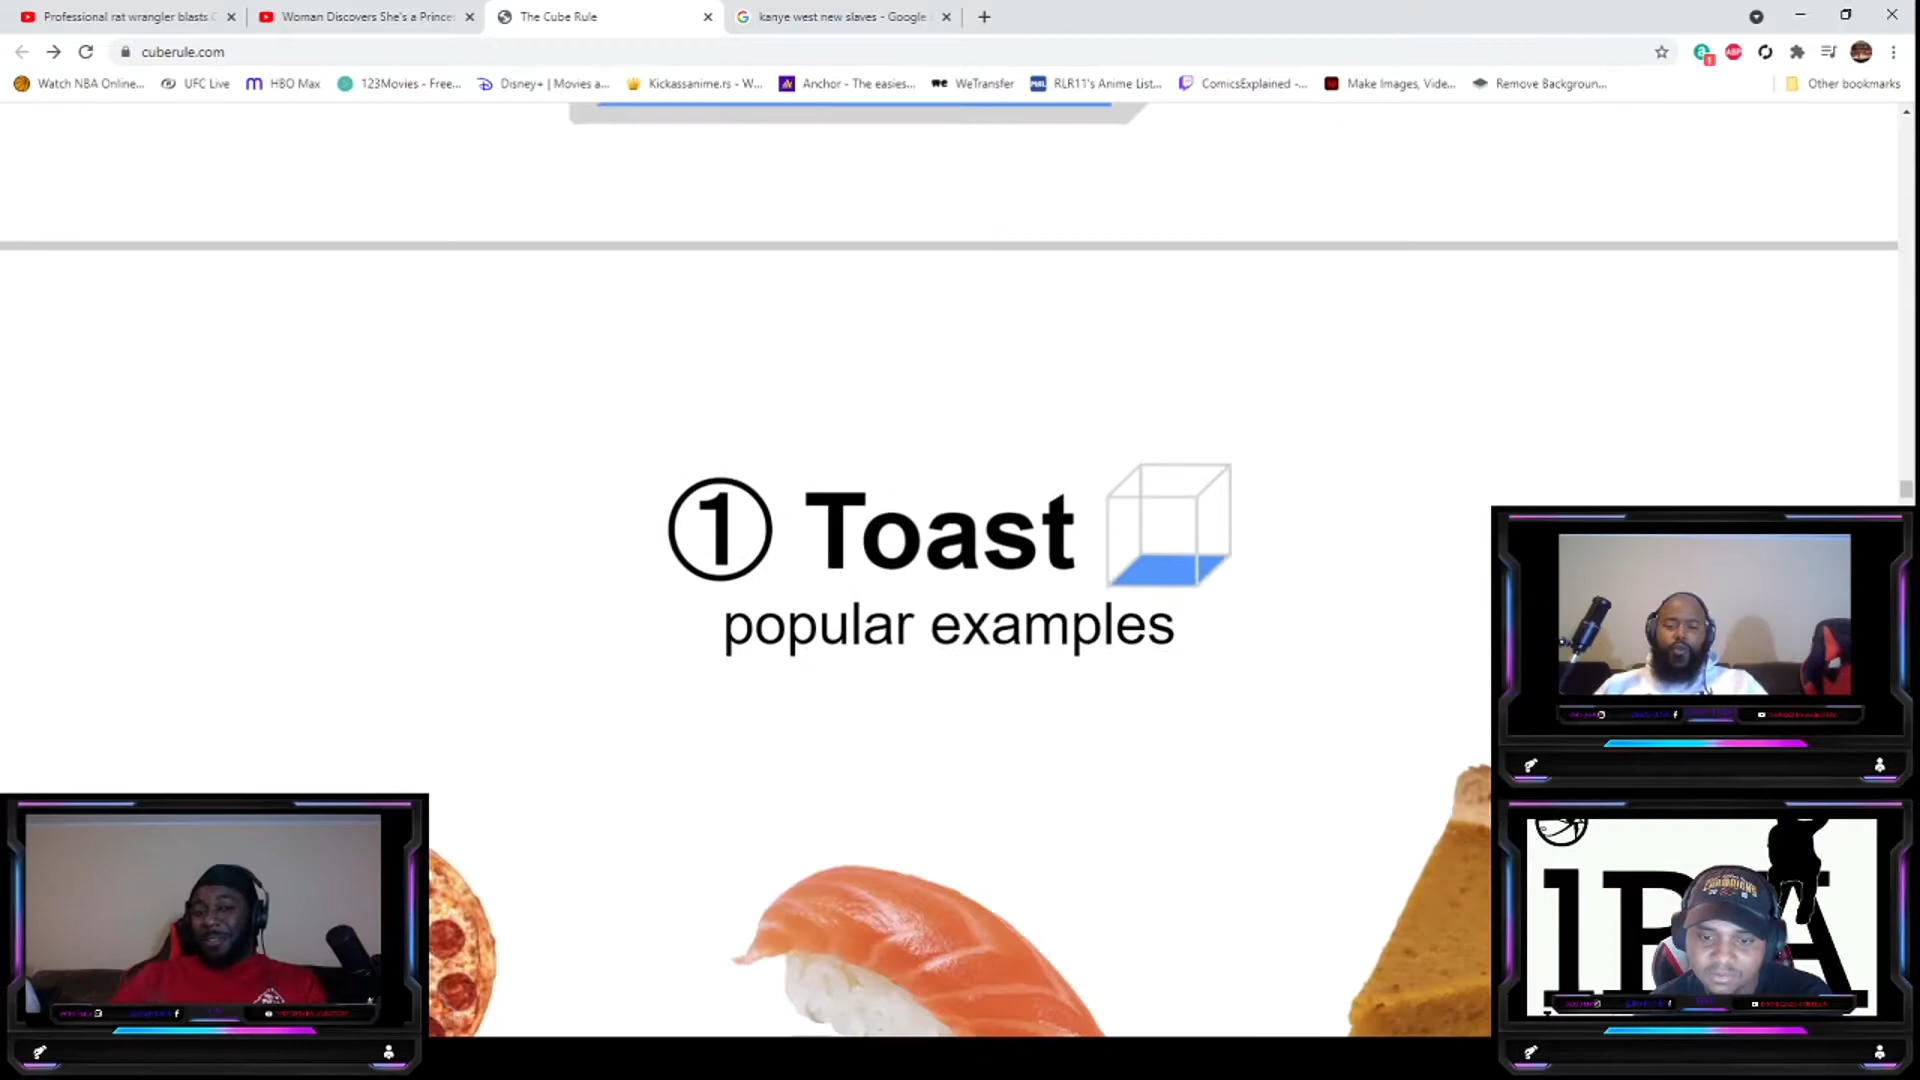 Professional rat wrangler blasts
Woman Discovers She's a Prince
The Cube Rule
kanye west new slaves - Google
cuberule.com
Watch NBA Online...
UFC Live
HBO Max
123Movies - Free...
Disney+ | Movies a...
Kickassanime.rs - W...
Anchor - The easies...
WeTransfer
RLR11's Anime List...
ComicsExplained -...
Make Images, Vide...
Remove Backgroun...
Other bookmarks
① Toast
popular examples
CHAMPIONS